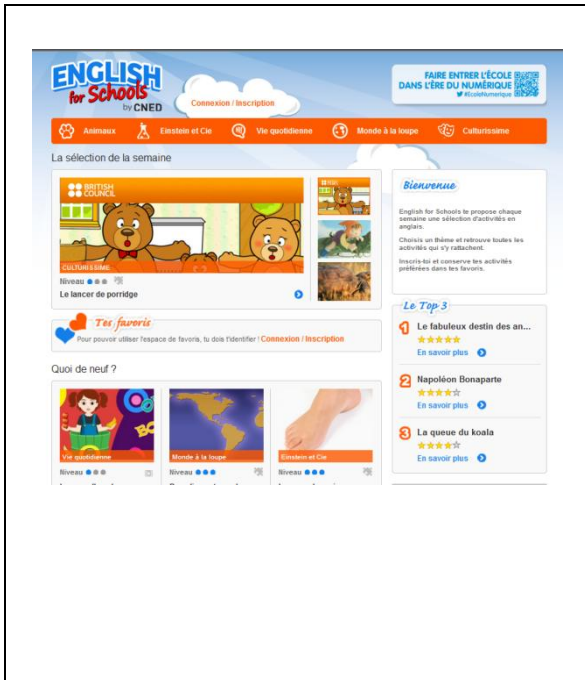 ENGLISH
for Schools
by CNED
Connexion / Inscription
FAIRE ENTRER L'ÉCOLE
DANS L'ÈRE DU NUMÉRIQUE
#EcoleNumerique
Animaux
Einstein et Cie
Vie quotidienne
Monde à la loupe
Culturissime
La sélection de la semaine
BRITISH
COUNCIL
CULTURISSIME
Niveau
Le lancer de porridge
Bienvenue
English for Schools te propose chaque
semaine une sélection d'activités en
anglais.
Choisis un thème et retrouve toutes les
activités qui s'y rattachent.
Inscris-toi et conserve tes activités
préférées dans tes favoris.
Tes favoris
Pour pouvoir utiliser l'espace de favoris, tu dois t'identifier ! Connexion / Inscription
Le Top 3
1 Le fabuleux destin des an...
En savoir plus
2 Napoléon Bonaparte
En savoir plus
3 La queue du koala
En savoir plus
Quoi de neuf ?
Vie quotidienne
Niveau
Monde à la loupe
Niveau
Einstein et Cie
Niveau